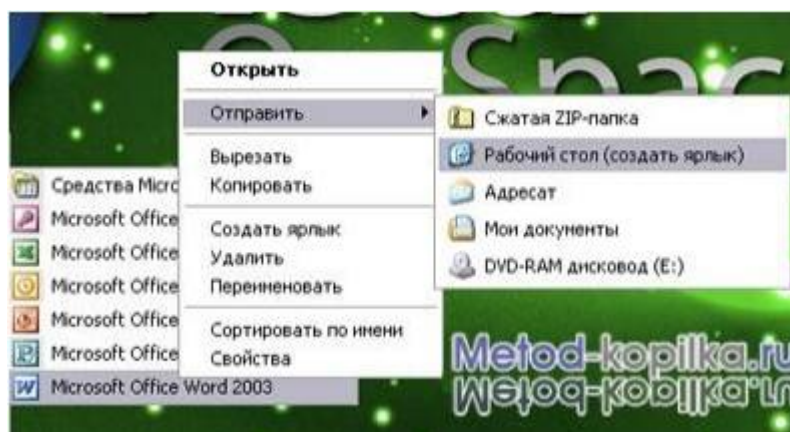 Spac
Открыть
Отправить
Вырезать
Копировать
Создать ярлык
Удалить
Переименовать
Сортировать по имени
Свойства
Сжатая ZIP-папка
Рабочий стол (создать ярлык)
Адресат
Мои документы
DVD-RAM дисковод (E:)
Средства Micro
Microsoft Office
Microsoft Office
Microsoft Office
Microsoft Office
Microsoft Office
Microsoft Office Word 2003
Metod-kopilka.ru